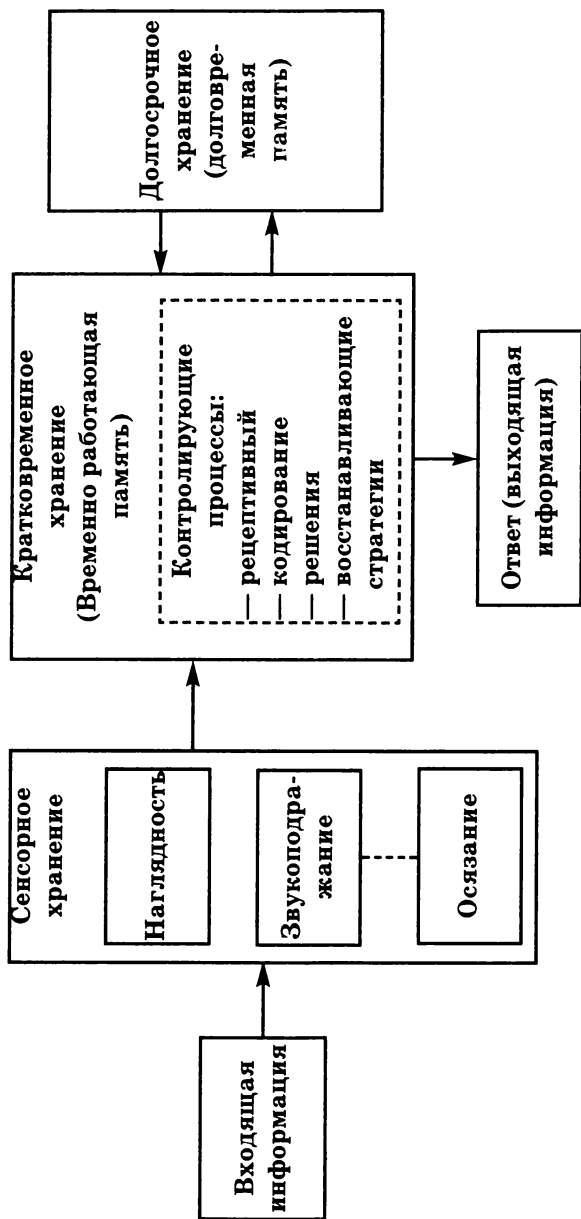 Входящая
информация
Сенсорное
хранение
Наглядность
Звукоподра-
жание
Осязание
Кратковременное
хранение
(Временно работающая
память)
Контролирующие
процессы:
— рецептивный
— кодирование
— решения
— восстанавливающие
стратегии
Долгосрочное
хранение
(долговре-
менная
память)
Ответ (выходящая
информация)